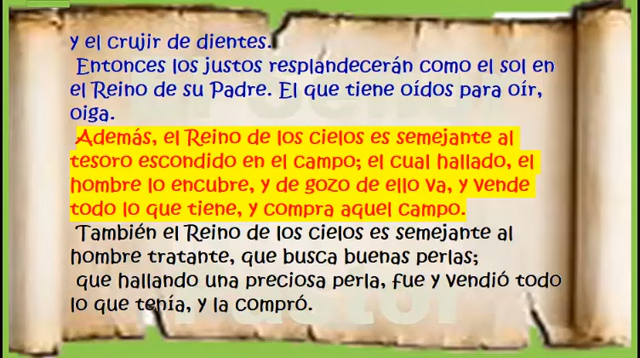 y el crujir de dientes.
Entonces los justos resplandecerán como el sol en
el Reino de su Padre. El que tiene oídos para oír,
oiga.
Además, el Reino de los cielos es semejante al
tesoro escondido en el campo; el cual hallado, el
hombre lo encubre, y de gozo de ello va, y vende
todo lo que tiene, y compra aquel campo.
También el Reino de los cielos es semejante al
hombre tratante, que busca buenas perlas;
que hallando una preciosa perla, fue y vendió todo
lo que tenía, y la compró.